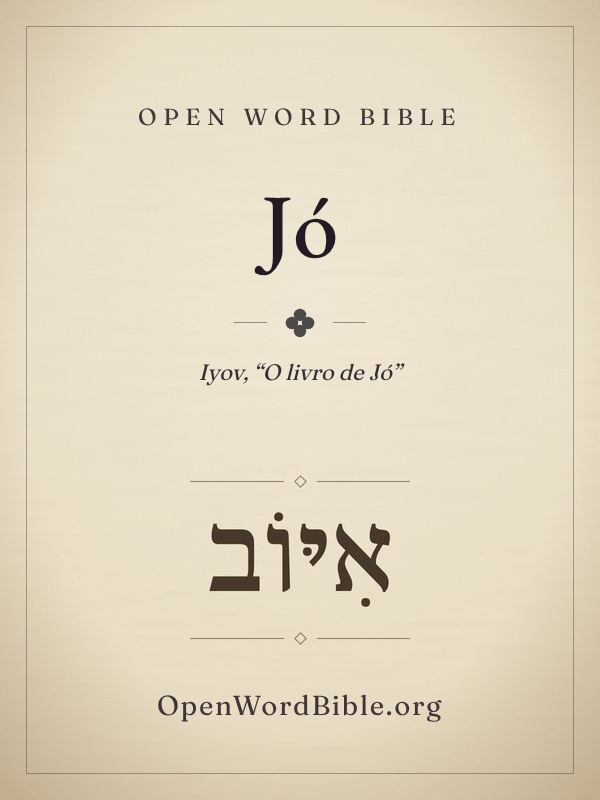 OPEN WORD BIBLE
Jó
Iyov, “O livro de Jó”
אִיּוֹב
OpenWordBible.org